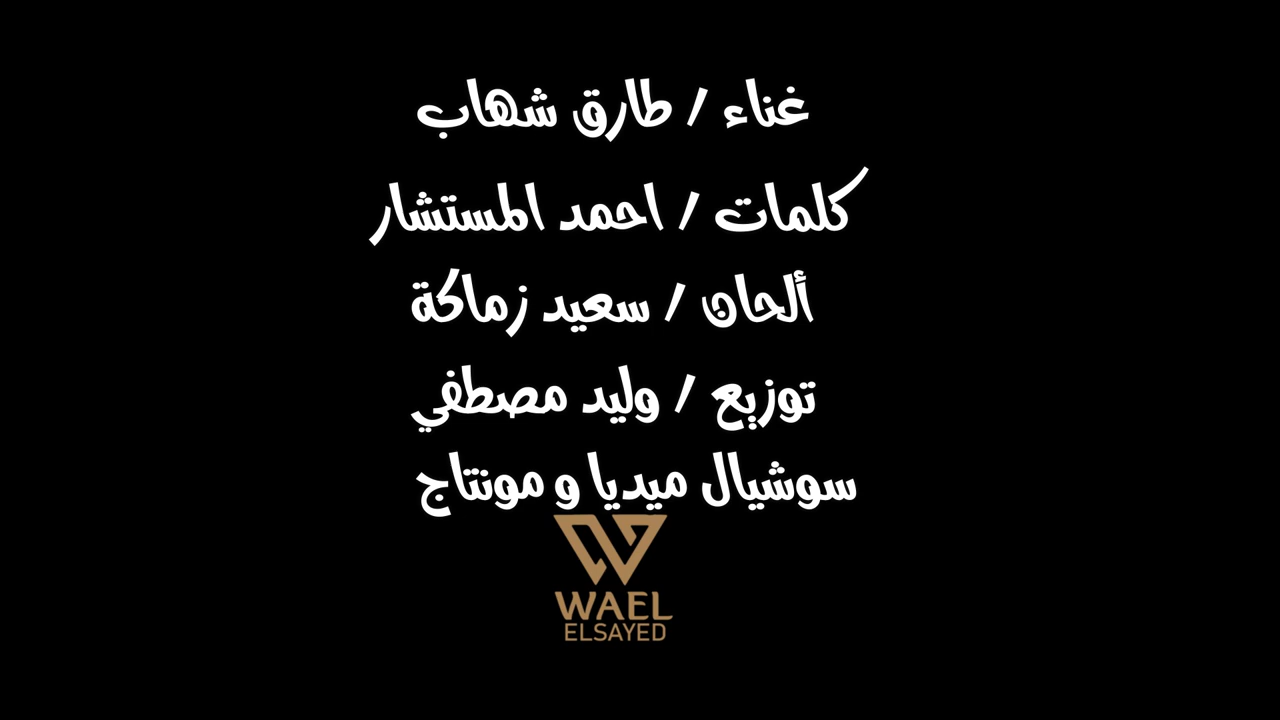 غناء / طارق شهاب
كلمات / احمد المستشار
ألحان / سعيد زماكة
توزيع / وليد مصطفي
سوشيال ميديا و مونتاج
WAEL
ELSAYED